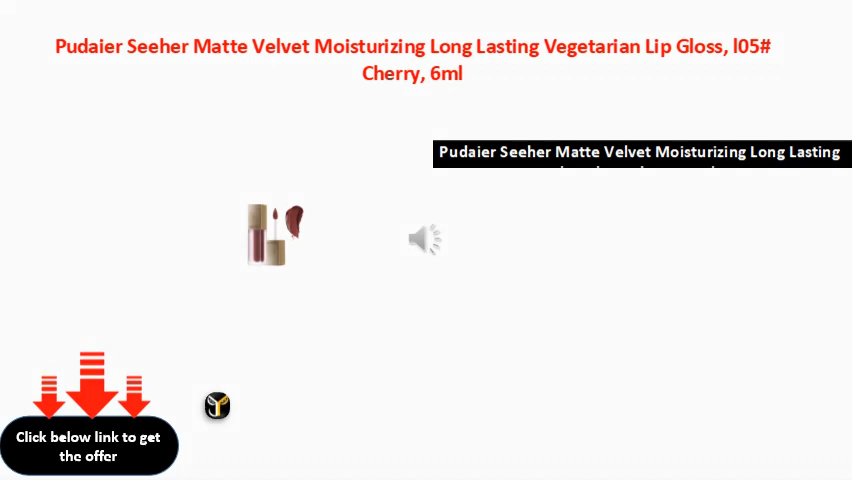 Pudaier Seeher Matte Velvet Moisturizing Long Lasting Vegetarian Lip Gloss, l05#
Cherry, 6ml
Pudaier Seeher Matte Velvet Moisturizing Long Lasting
Click below link to get
the offer